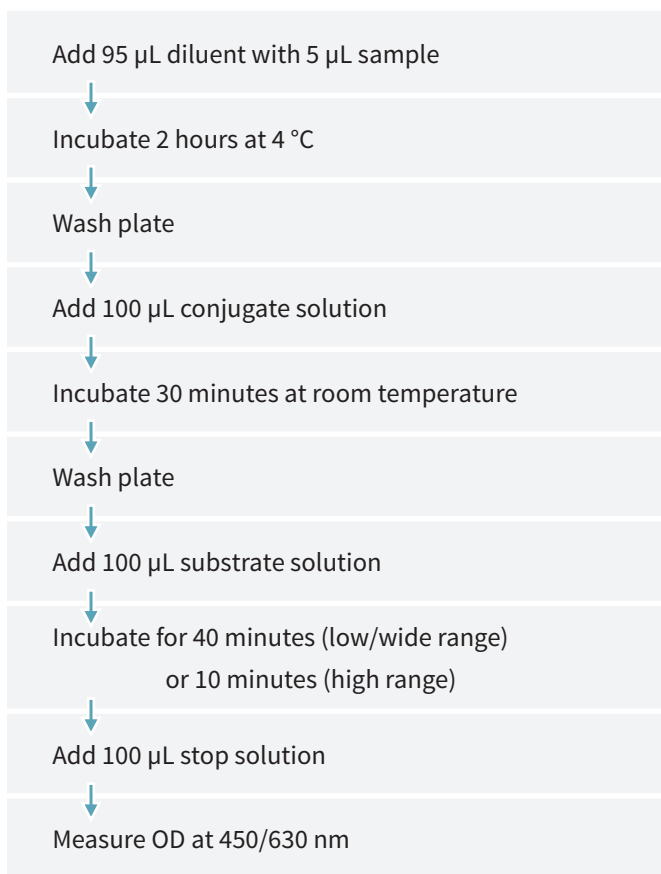 Add 95 µL diluent with 5 µL sample
Incubate 2 hours at 4 °C
Wash plate
Add 100 µL conjugate solution
Incubate 30 minutes at room temperature
Wash plate
Add 100 µL substrate solution
Incubate for 40 minutes (low/wide range)
or 10 minutes (high range)
Add 100 µL stop solution
Measure OD at 450/630 nm